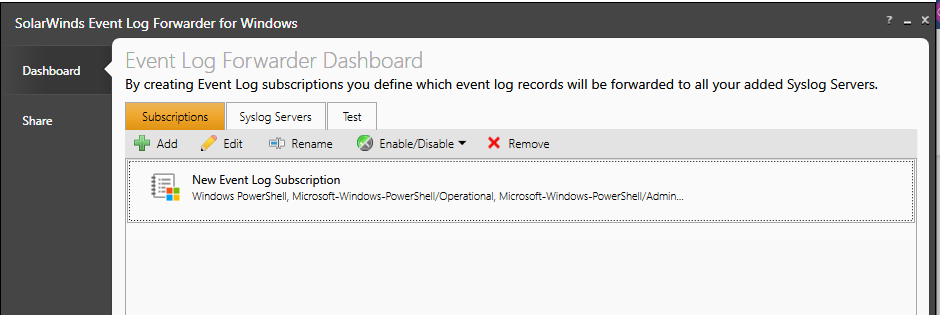 SolarWinds Event Log Forwarder for Windows
?
Dashboard
Share
Event Log Forwarder Dashboard
By creating Event Log subscriptions you define which event log records will be forwarded to all your added Syslog Servers.
Subscriptions Syslog Servers Test
Add Edit Rename Enable/Disable Remove
New Event Log Subscription
Windows PowerShell, Microsoft-Windows-PowerShell/Operational, Microsoft-Windows-PowerShell/Admin...